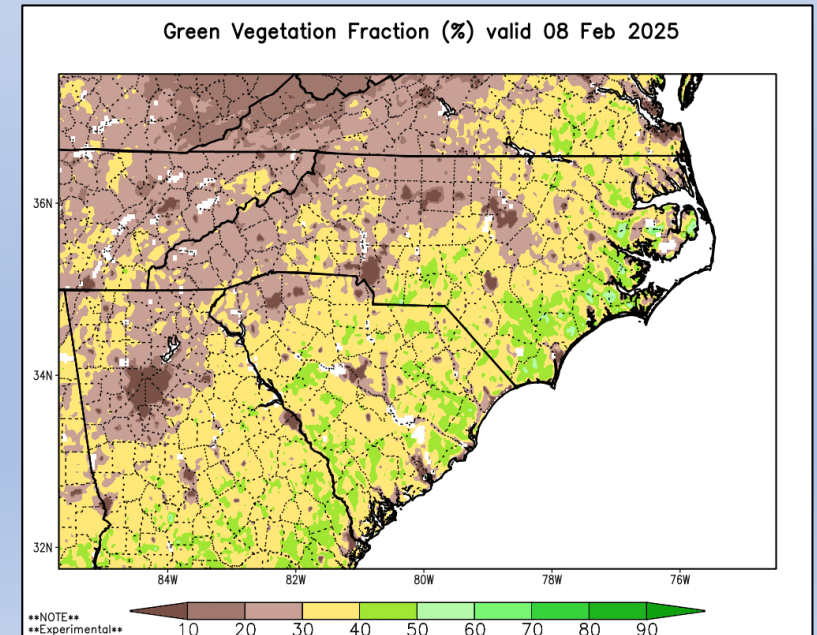 Green Vegetation Fraction (%) valid 08 Feb 2025
36N
34N
32N
84W 82W 80W 78W 76W
**NOTE**
**Experimental**
10 20 30 40 50 60 70 80 90